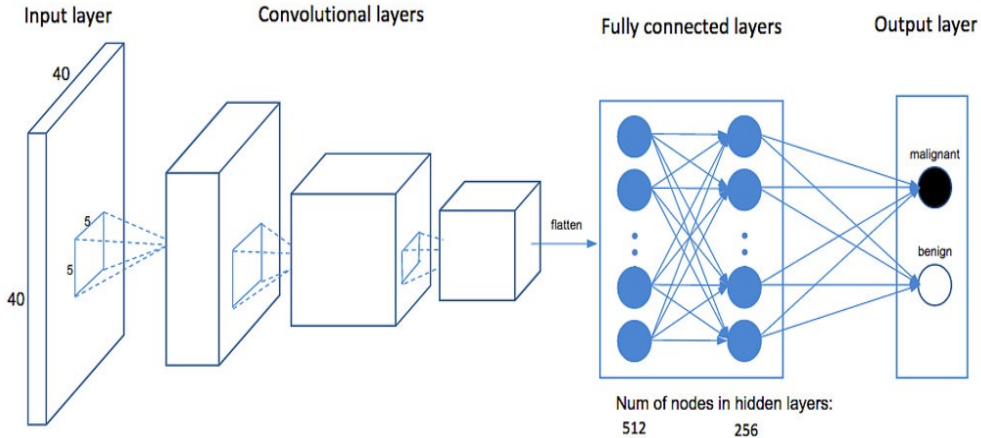 Input layer
Convolutional layers
Fully connected layers
Output layer
40
40
5
5
flatten
malignant
benign
Num of nodes in hidden layers:
512 256